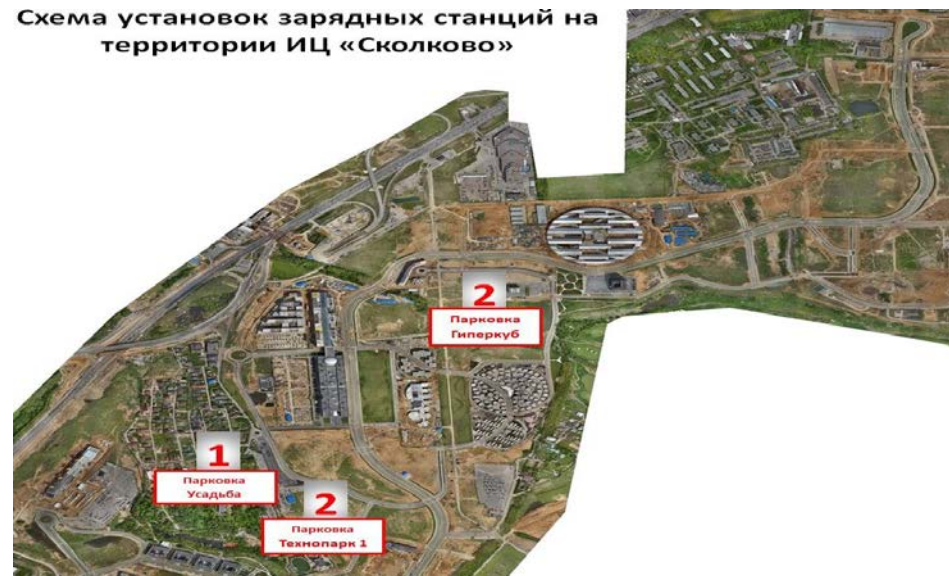 Схема установок зарядных станций на
территории ИЦ «Сколково»
2
Парковка
Гиперкуб
1
Парковка
Усадьба
2
Парковка
Технопарк 1